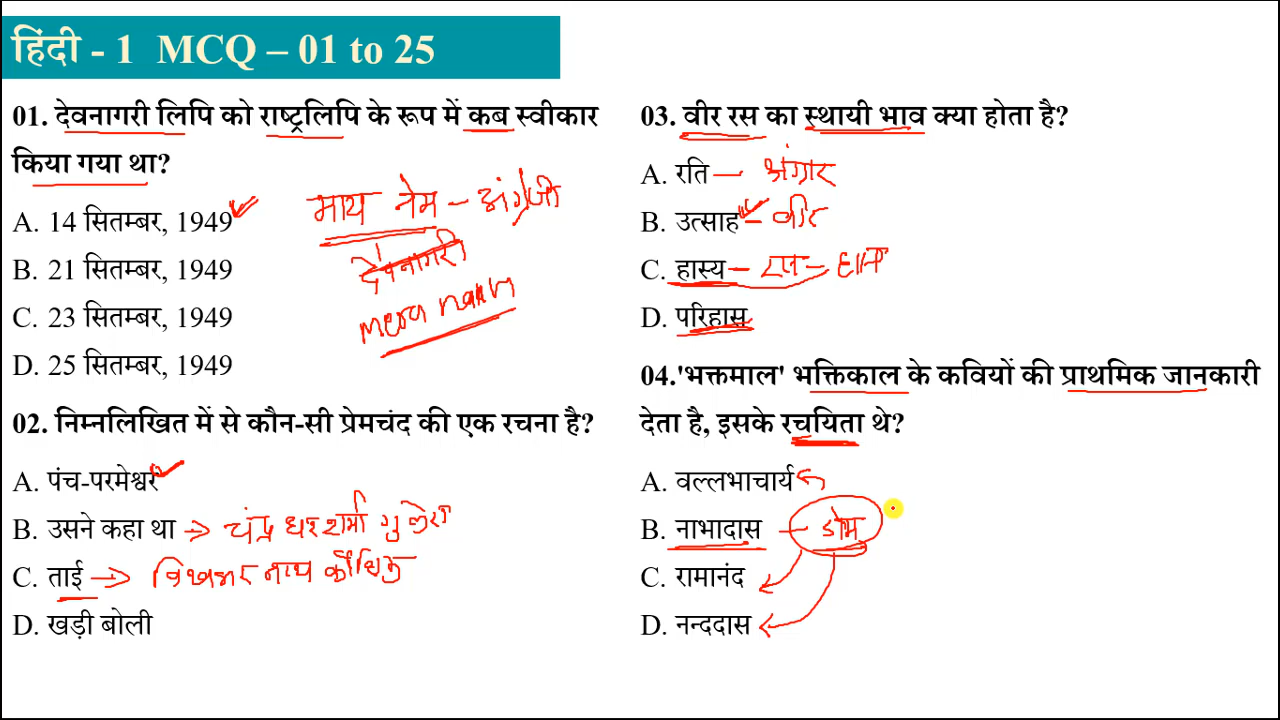 हिंदी - 1 MCQ – 01 to 25
01. देवनागरी लिपि को राष्ट्रलिपि के रूप में कब स्वीकार
किया गया था?
A. 14 सितम्बर, 1949
B. 21 सितम्बर, 1949
C. 23 सितम्बर, 1949
D. 25 सितम्बर, 1949
माय नेम – अंग्रेजी
देवनागरी
mera naam
02. निम्नलिखित में से कौन-सी प्रेमचंद की एक रचना है?
A. पंच-परमेश्वर
B. उसने कहा था → चंद्रधर शर्मा गुलेरी
C. ताई →
D. खड़ी बोली
03. वीर रस का स्थायी भाव क्या होता है?
A. रति –
B. उत्साह – वीर
C. हास्य –
D. परिहास
04.'भक्तमाल' भक्तिकाल के कवियों की प्राथमिक जानकारी
देता है, इसके रचयिता थे?
A. वल्लभाचार्य
B. नाभादास – डोम
C. रामानंद
D. नन्ददास